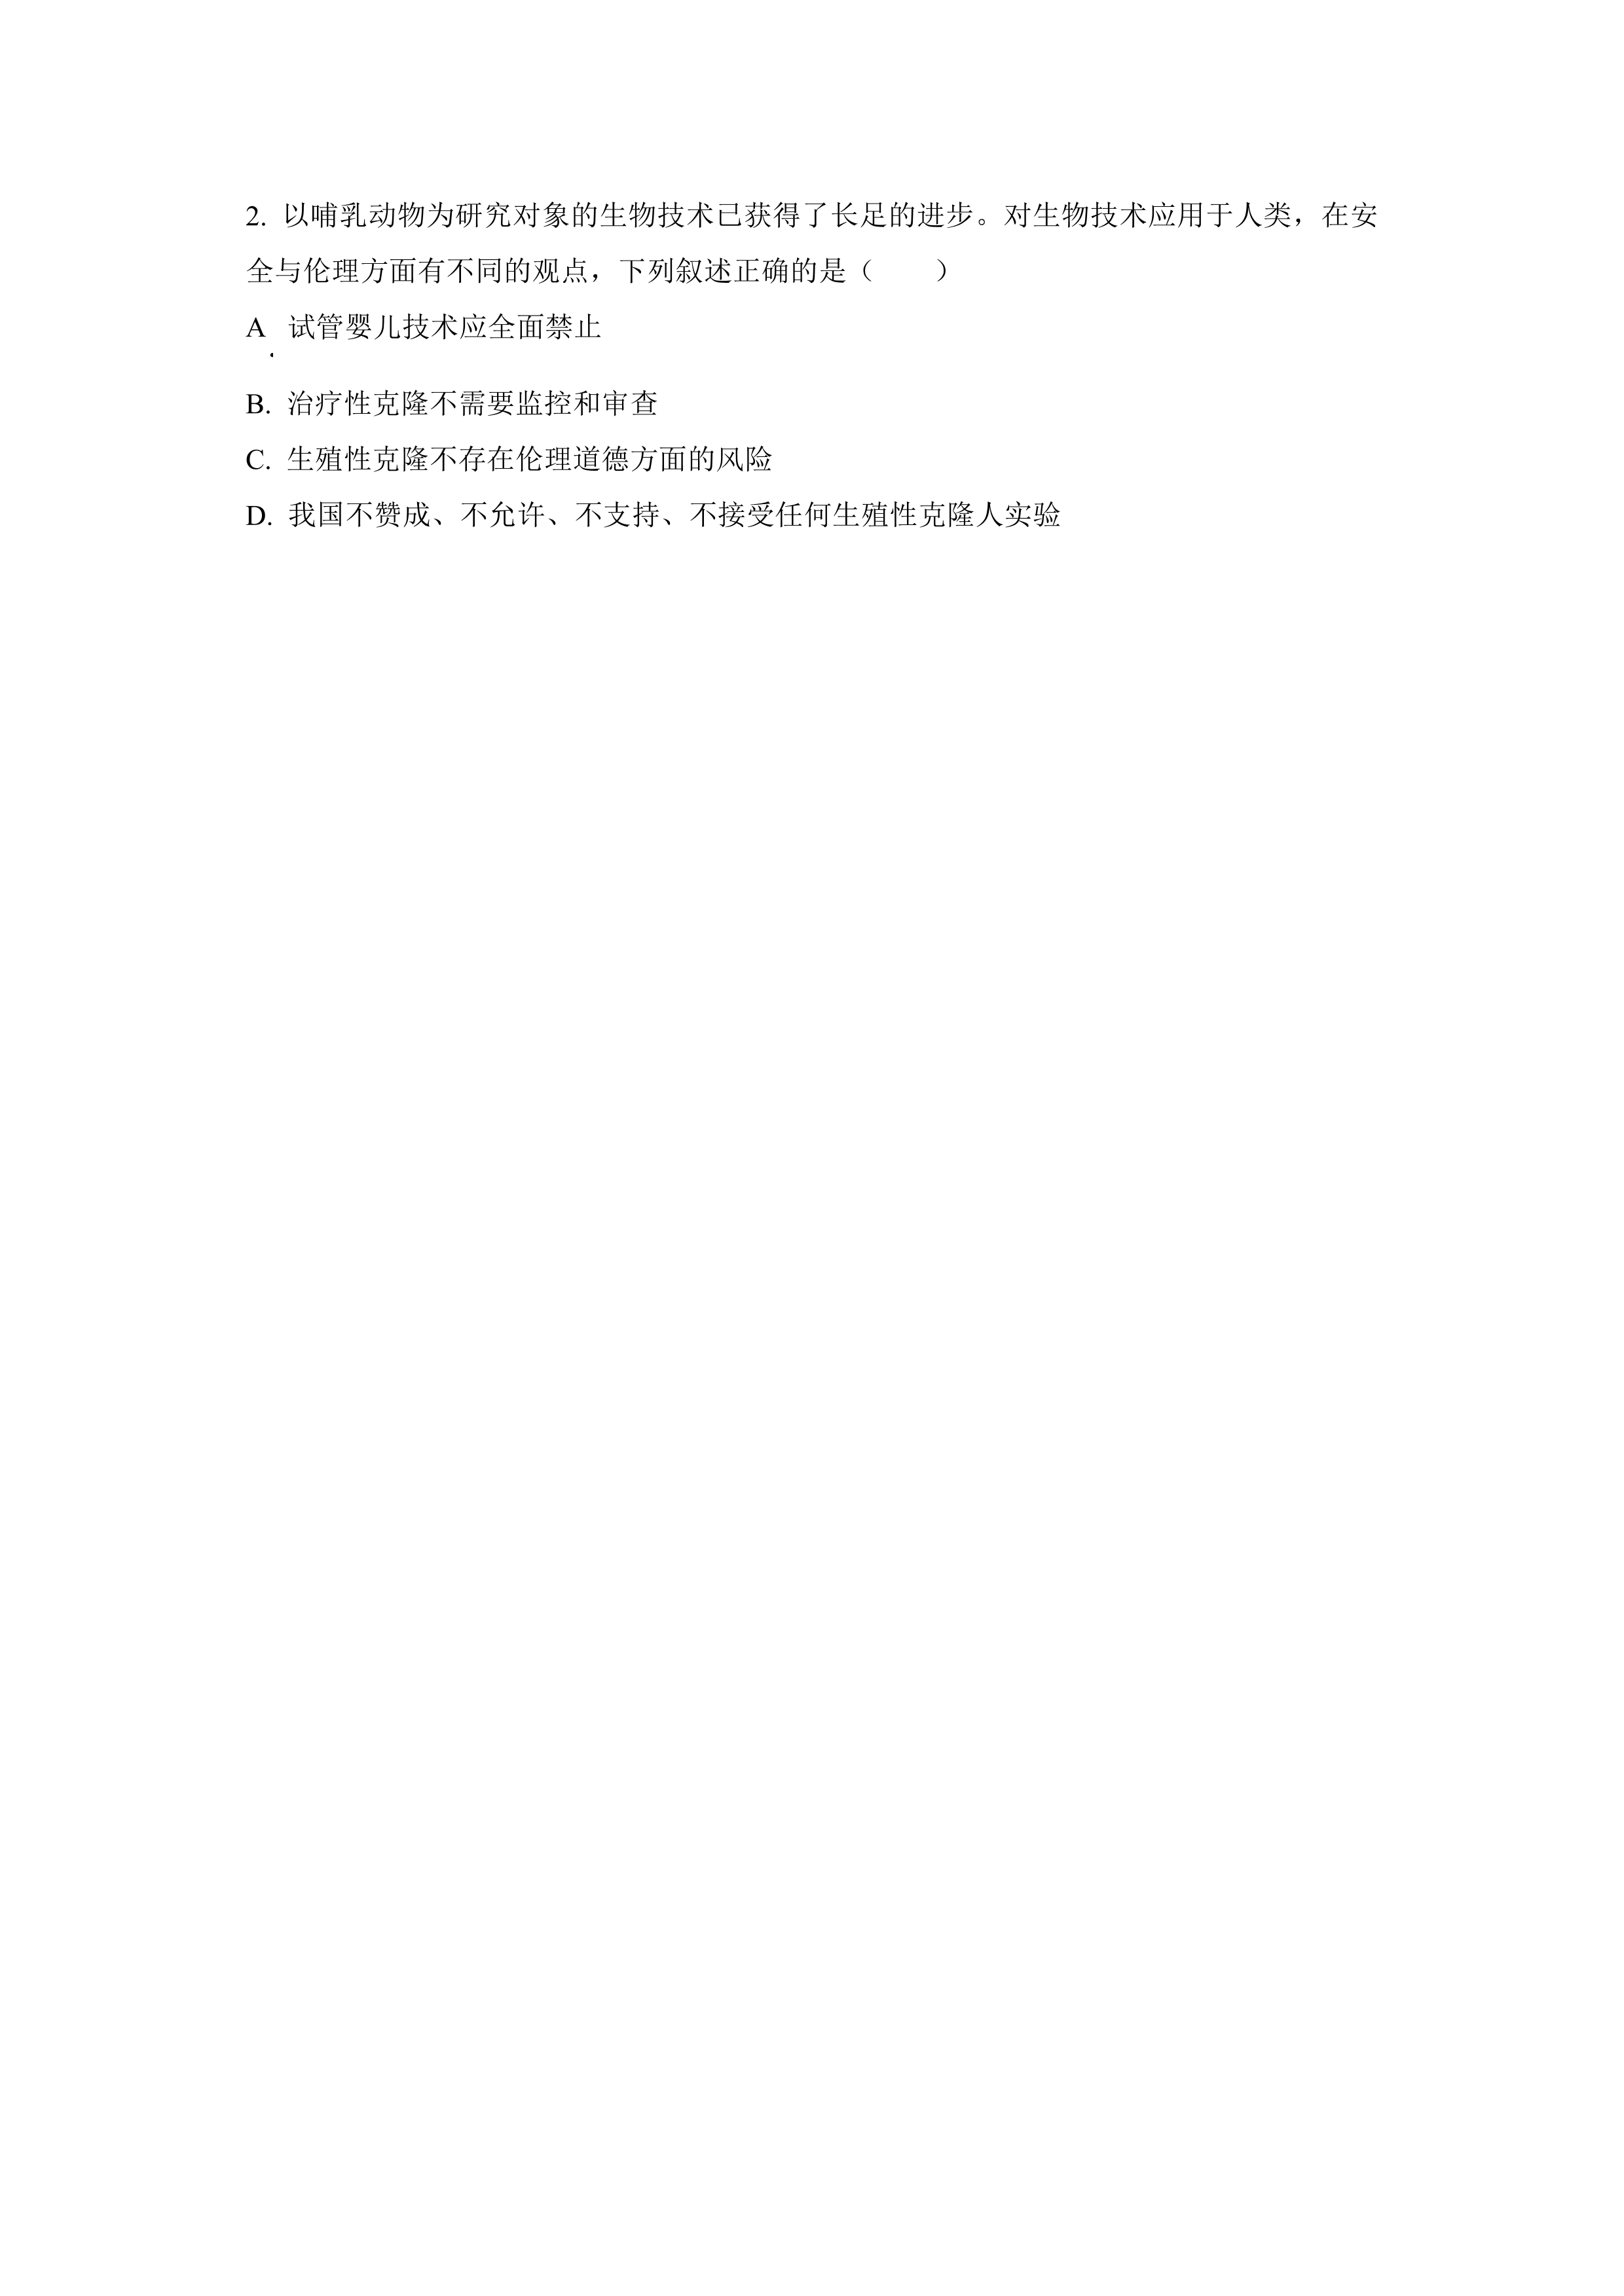 2. 以哺乳动物为研究对象的生物技术已获得了长足的进步。对生物技术应用于人类，在安
全与伦理方面有不同的观点，下列叙述正确的是（　　）
A. 试管婴儿技术应全面禁止
B. 治疗性克隆不需要监控和审查
C. 生殖性克隆不存在伦理道德方面的风险
D. 我国不赞成、不允许、不支持、不接受任何生殖性克隆人实验